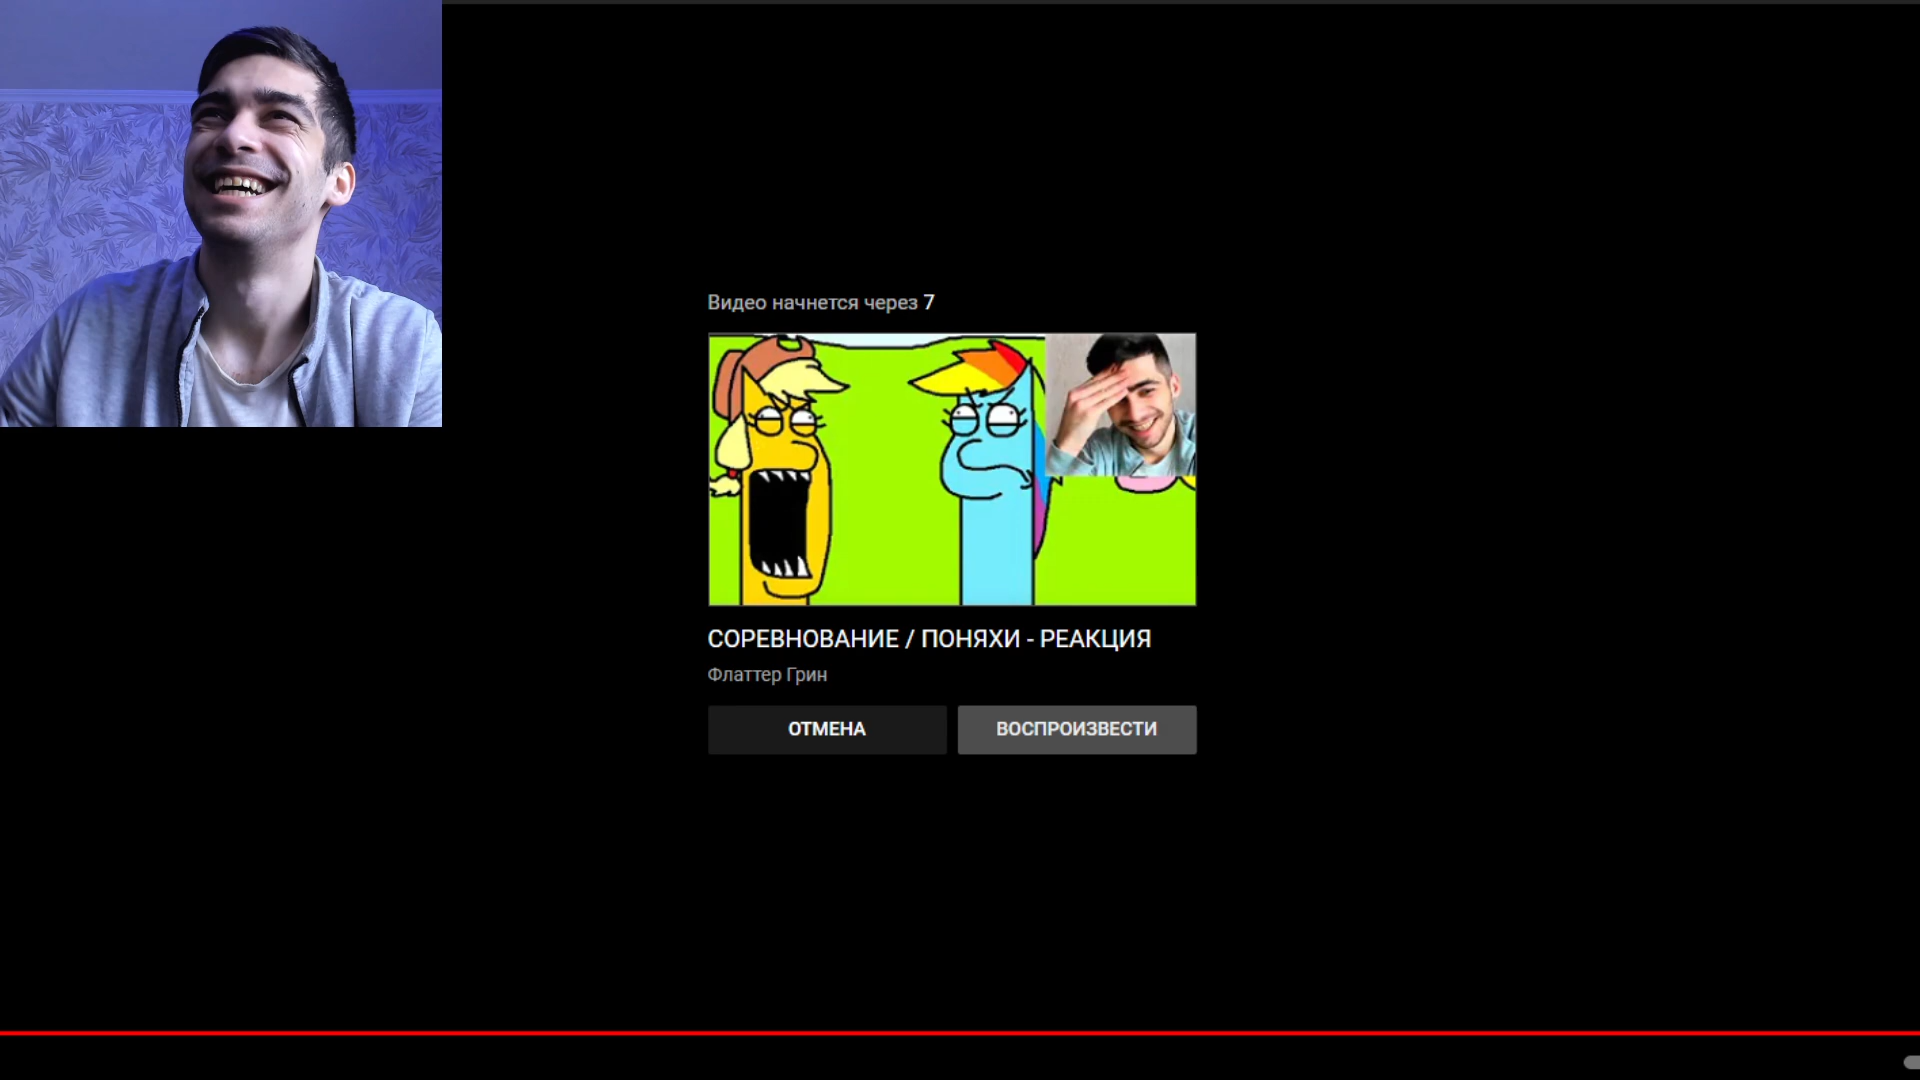 Видео начнется через 7
СОРЕВНОВАНИЕ / ПОНЯХИ - РЕАКЦИЯ
Флаттер Грин
ОТМЕНА
ВОСПРОИЗВЕСТИ